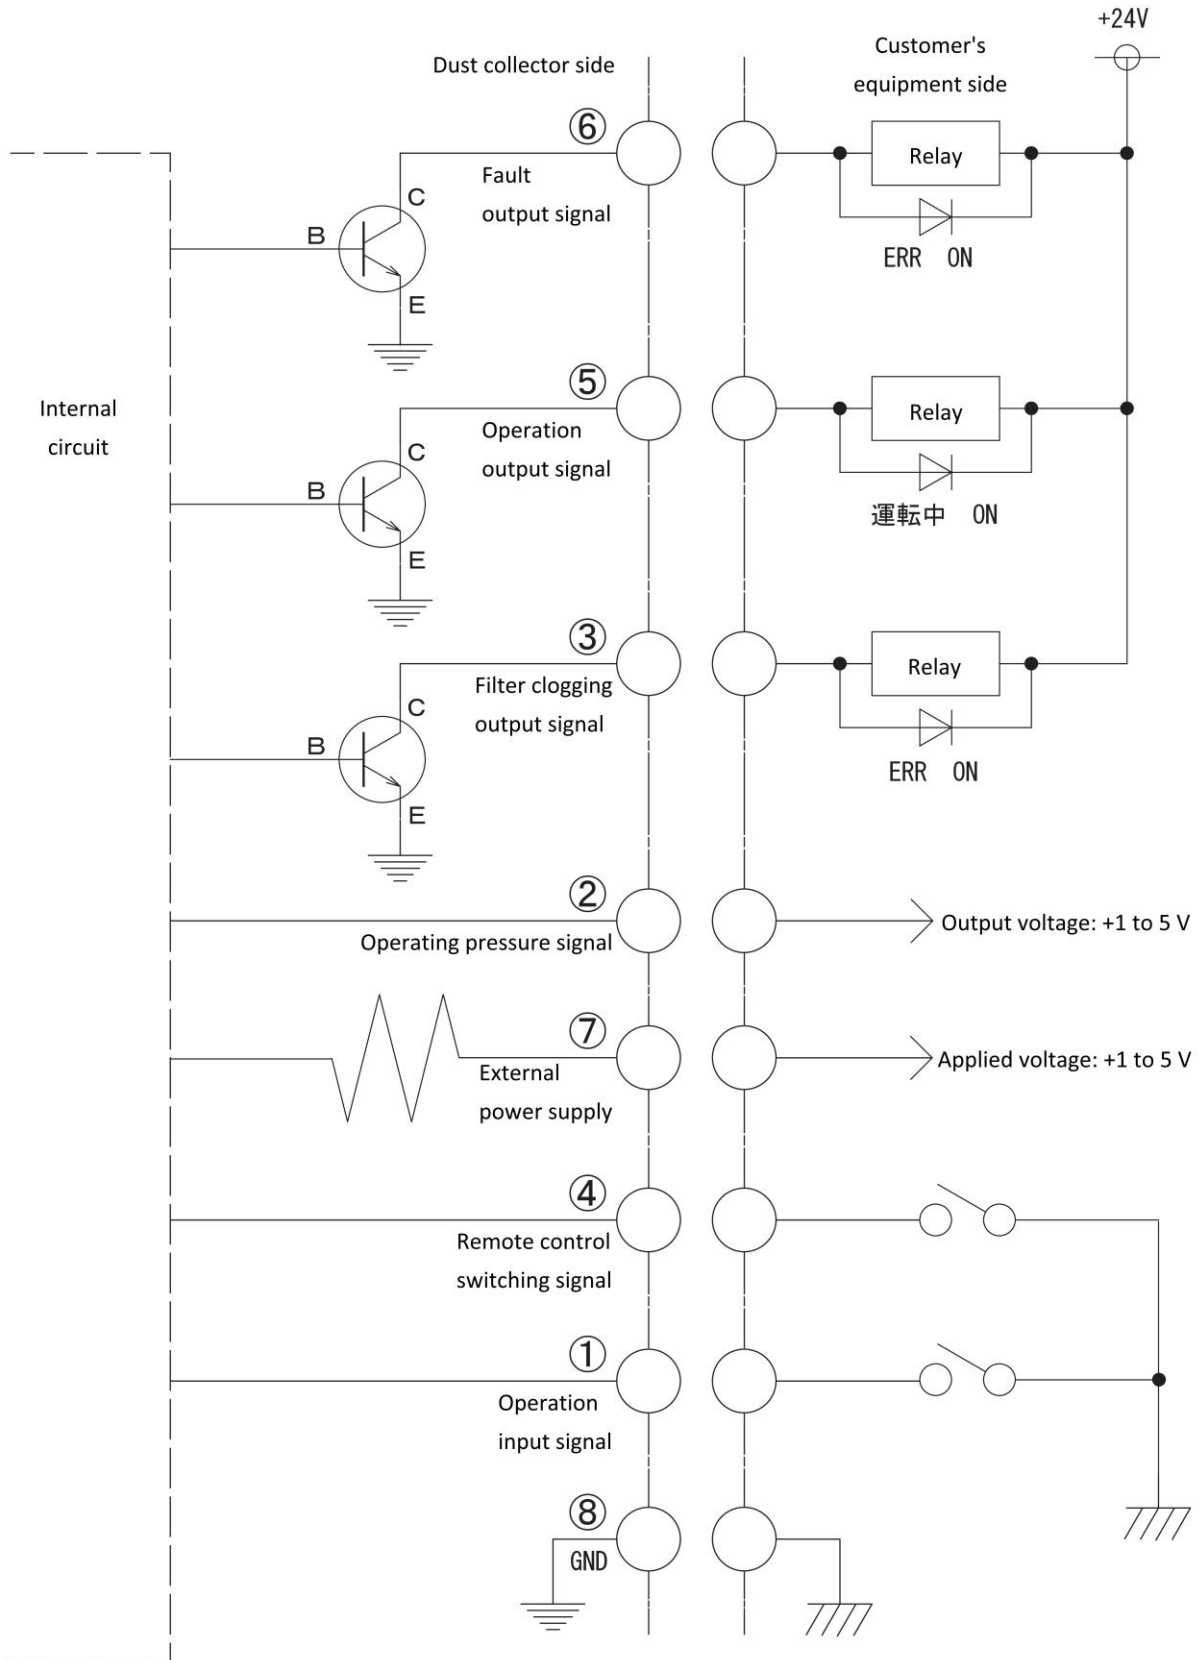 +24V
Dust collector side
Customer's
equipment side
⑥
Relay
Fault
output signal
C
B
E
ERR ON
Internal
circuit
⑤
Relay
Operation
output signal
C
B
E
運転中 ON
③
Relay
Filter clogging
output signal
C
B
E
ERR ON
②
Operating pressure signal
Output voltage: +1 to 5 V
⑦
External
power supply
Applied voltage: +1 to 5 V
④
Remote control
switching signal
①
Operation
input signal
⑧
GND